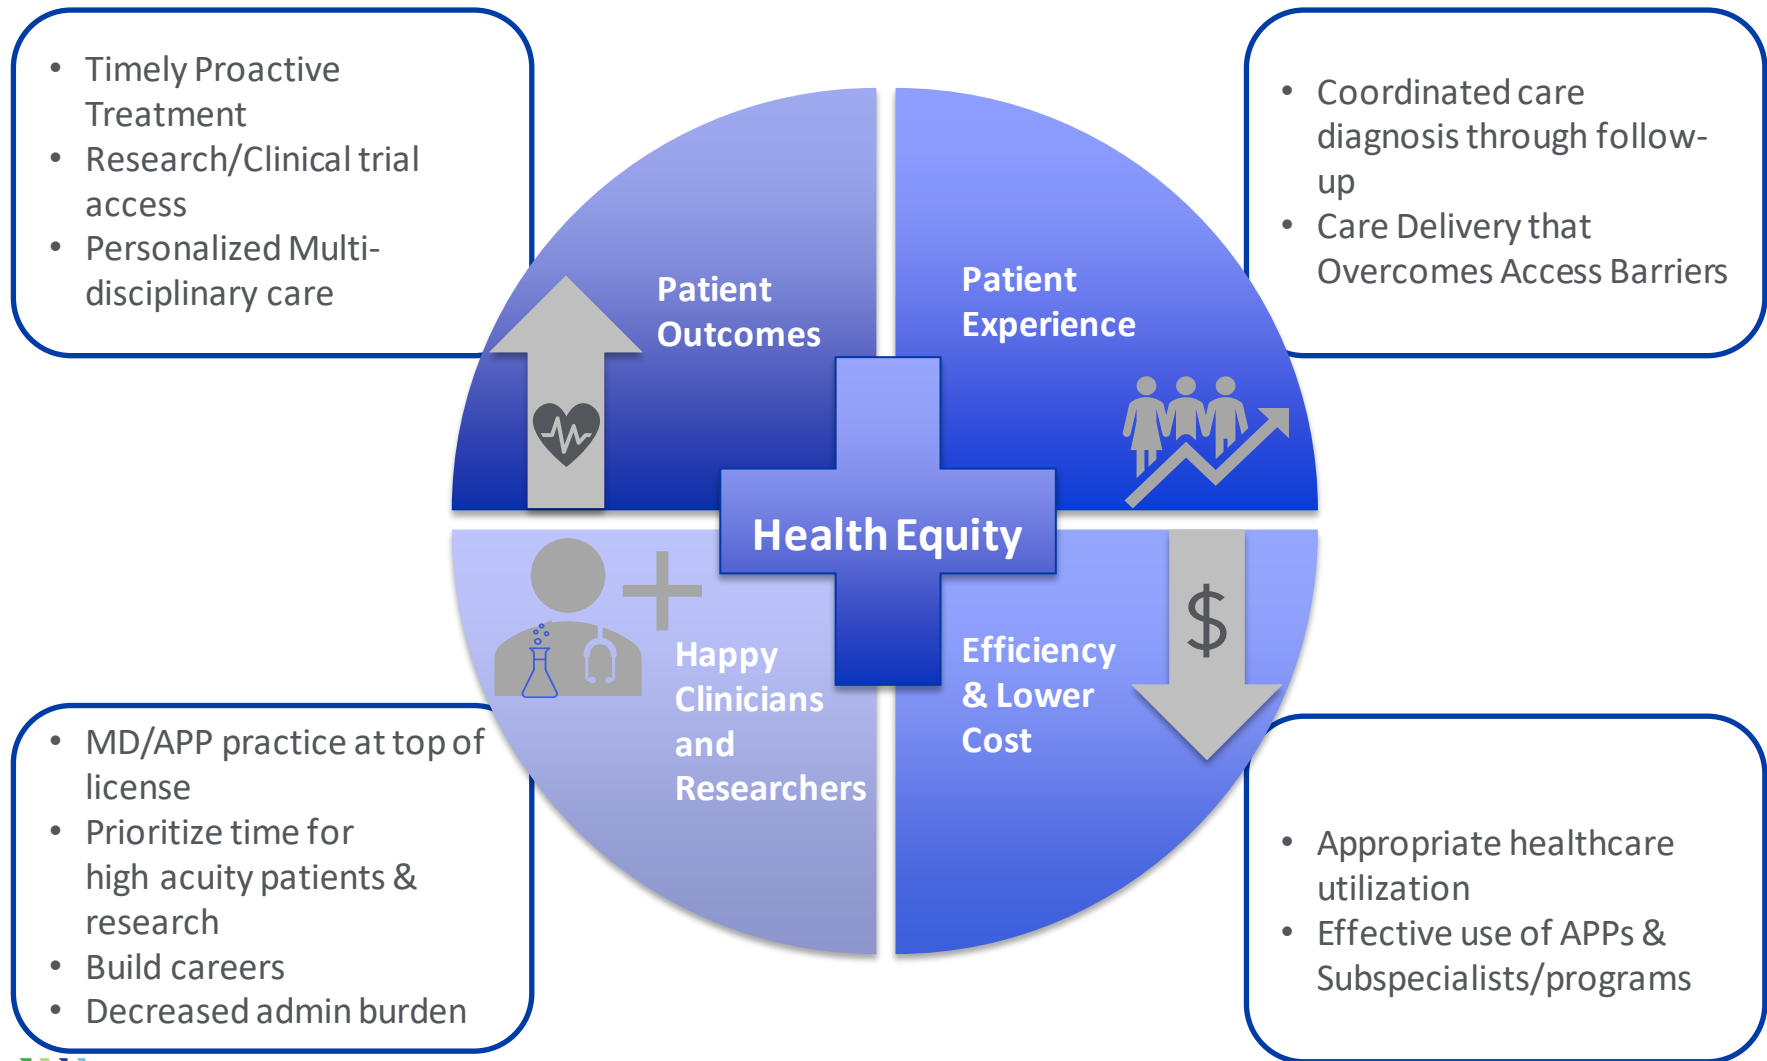 • Timely Proactive
Treatment
• Research/Clinical trial
access
• Personalized Multi-
disciplinary care
• Coordinated care
diagnosis through follow-
up
• Care Delivery that
Overcomes Access Barriers
Patient
Outcomes
Patient
Experience
Health Equity
Happy
Clinicians
and
Researchers
Efficiency
& Lower
Cost
$
• MD/APP practice at top of
license
• Prioritize time for
high acuity patients &
research
• Build careers
• Decreased admin burden
• Appropriate healthcare
utilization
• Effective use of APPs &
Subspecialists/programs